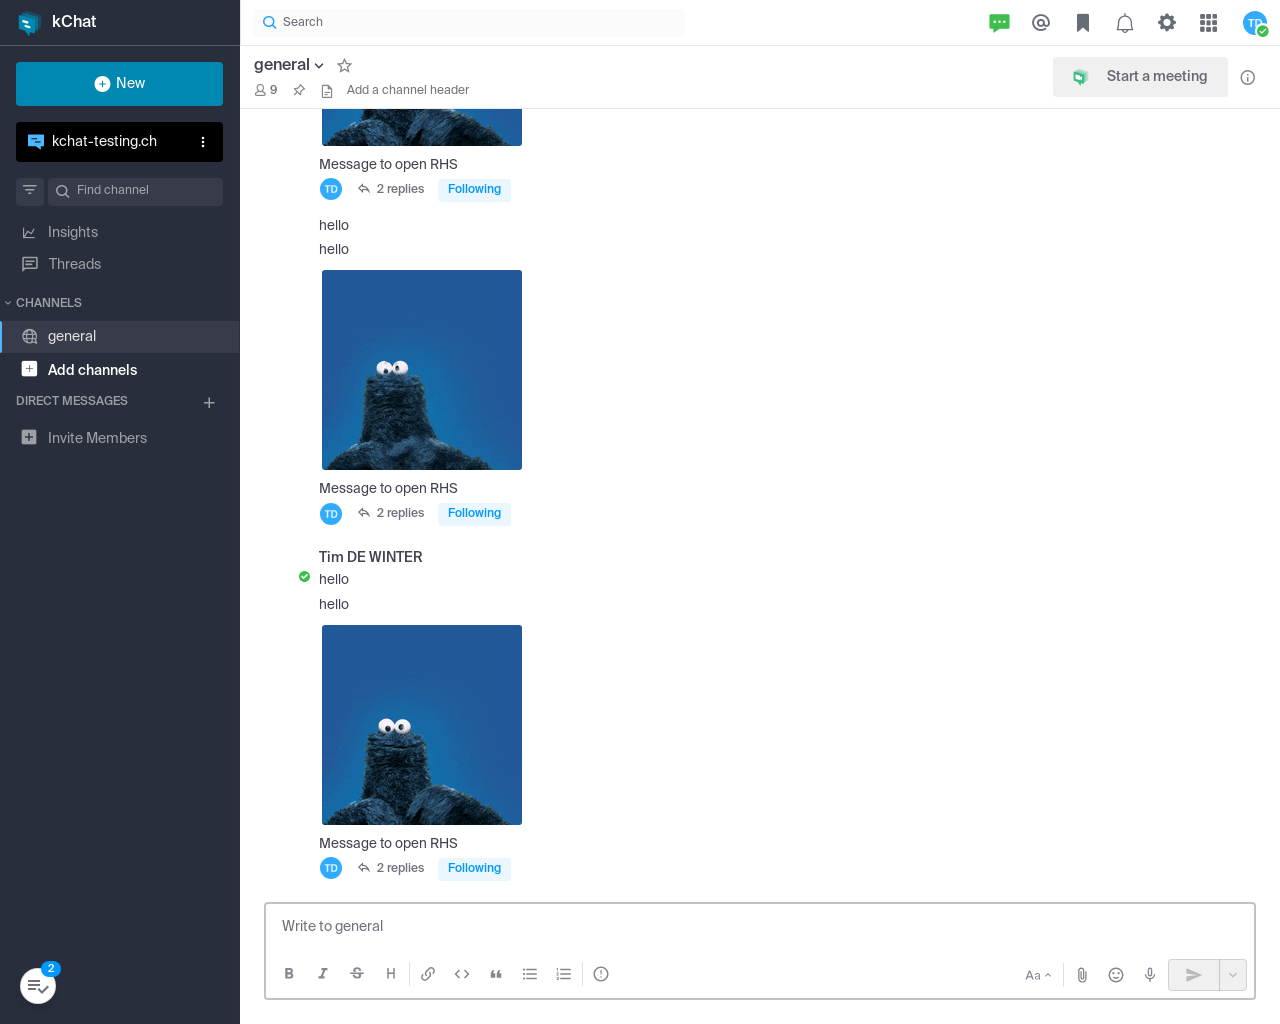 kChat
Search
TD
New
kchat-testing.ch
Find channel
Insights
Threads
CHANNELS
general
Add channels
DIRECT MESSAGES
Invite Members
2
general
9
Add a channel header
Start a meeting
Message to open RHS
TD 2 replies Following
hello
hello
Message to open RHS
TD 2 replies Following
Tim DE WINTER
hello
hello
Message to open RHS
TD 2 replies Following
Write to general
B I S H
Aa